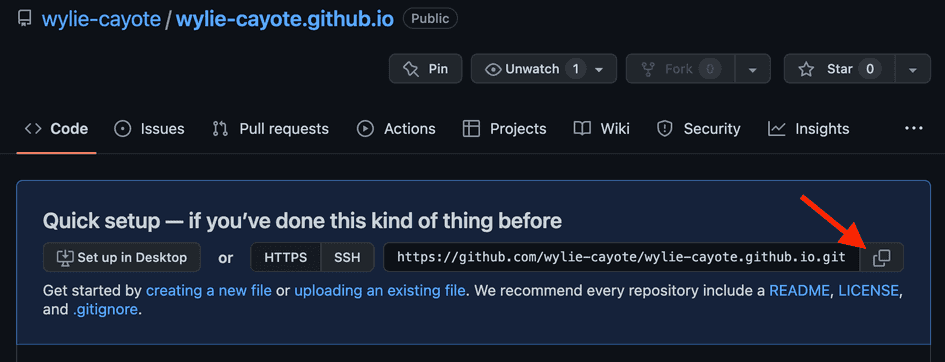 wylie-cayote / wylie-cayote.github.io Public
Pin Unwatch 1 Fork 0 Star 0
Code Issues Pull requests Actions Projects Wiki Security Insights ...
Quick setup — if you've done this kind of thing before
Set up in Desktop or HTTPS SSH https://github.com/wylie-cayote/wylie-cayote.github.io.git
Get started by creating a new file or uploading an existing file. We recommend every repository include a README, LICENSE,
and .gitignore.